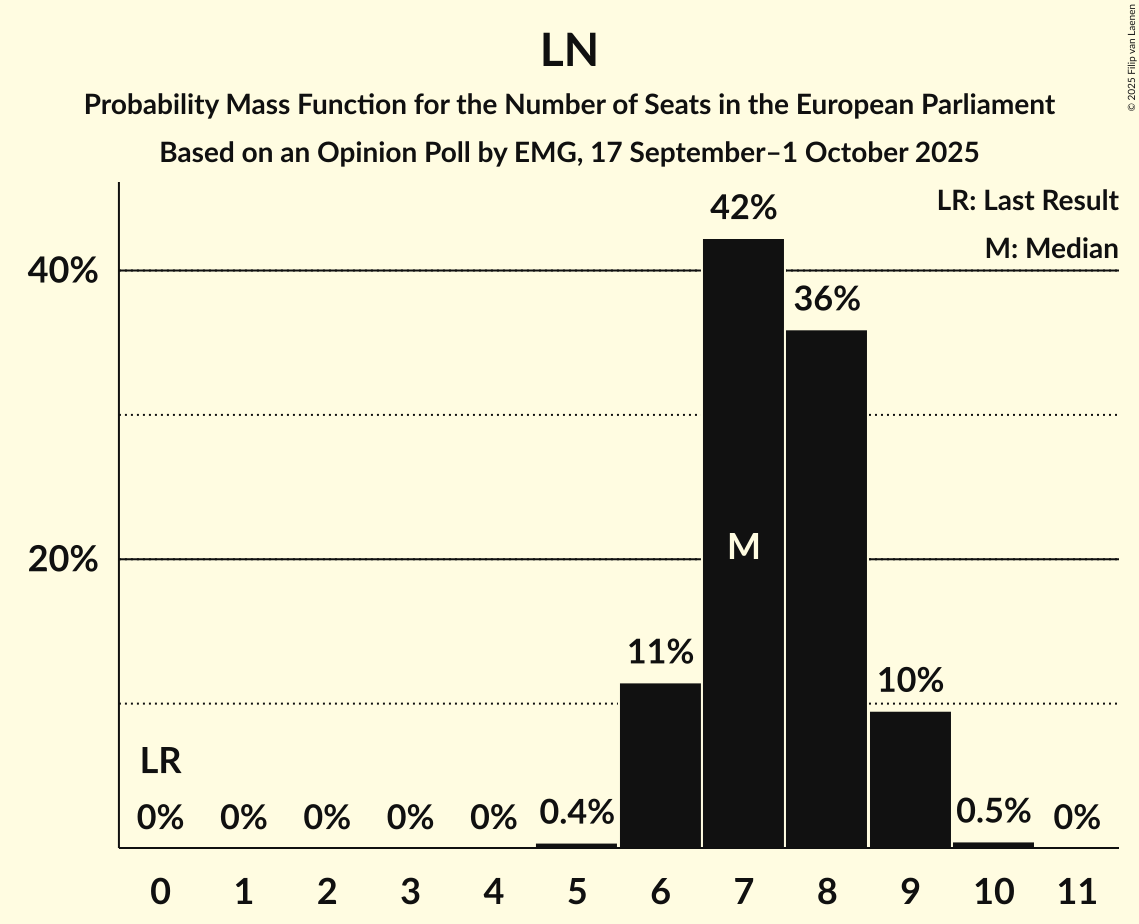 LN
Probability Mass Function for the Number of Seats in the European Parliament
Based on an Opinion Poll by EMG, 17 September–1 October 2025
© 2025 Filip van Laenen
LR: Last Result
M: Median
42%
40%
36%
M
20%
11%
10%
LR
0% 0% 0% 0% 0% 0.4% 0.5% 0%
0 1 2 3 4 5 6 7 8 9 10 11